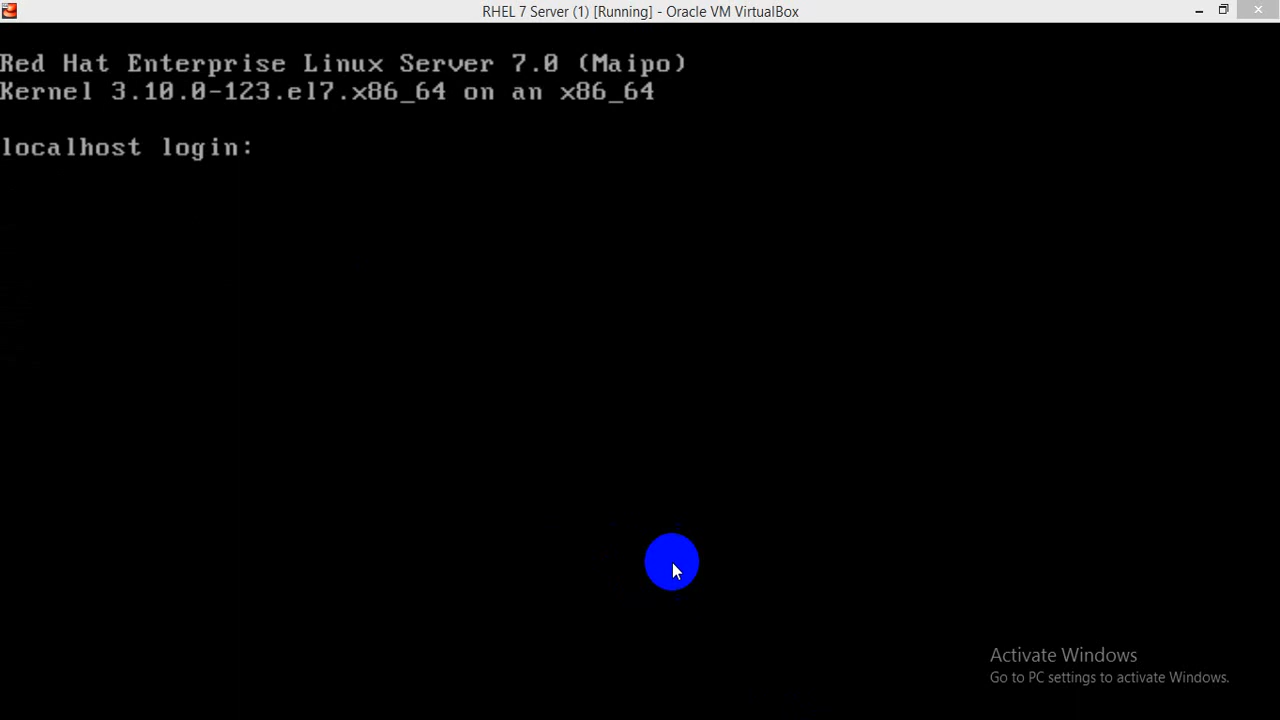 RHEL 7 Server (1) [Running] - Oracle VM VirtualBox
Red Hat Enterprise Linux Server 7.0 (Maipo)
Kernel 3.10.0-123.el7.x86_64 on an x86_64
localhost login:
Activate Windows
Go to PC settings to activate Windows.